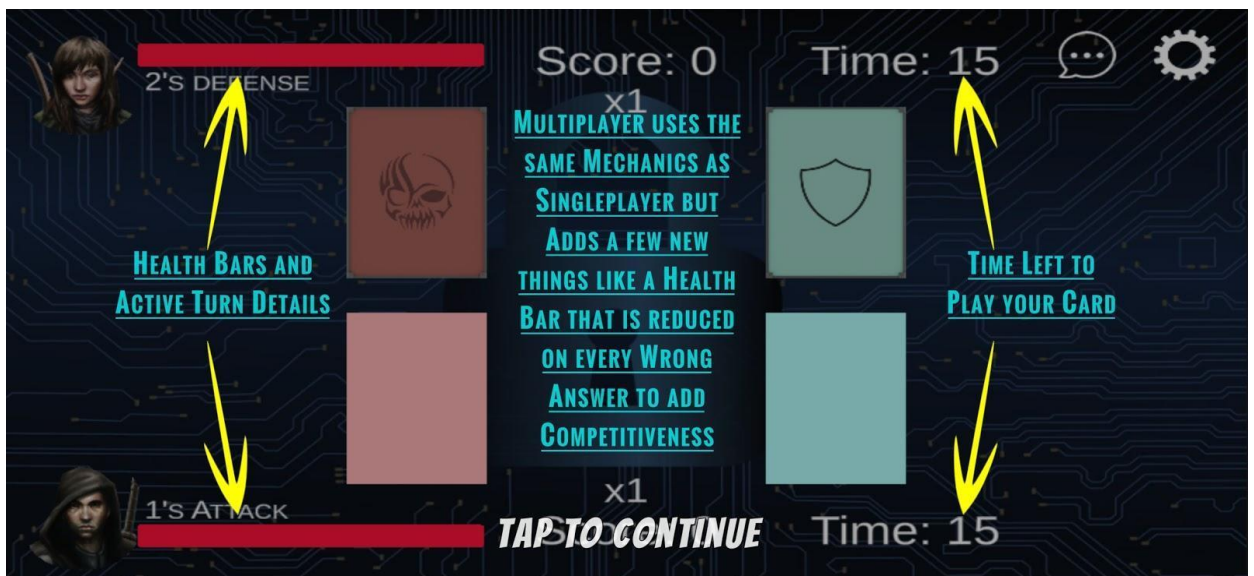 2's DEFENSE
Score: 0
x1
Time: 15
MULTIPLAYER USES THE
SAME MECHANICS AS
SINGLEPLAYER BUT
ADDS A FEW NEW
THINGS LIKE A HEALTH
BAR THAT IS REDUCED
ON EVERY WRONG
ANSWER TO ADD
COMPETITIVENESS
HEALTH BARS AND
ACTIVE TURN DETAILS
TIME LEFT TO
PLAY YOUR CARD
1's ATTACK
x1
Score: 0
TAP TO CONTINUE
Time: 15